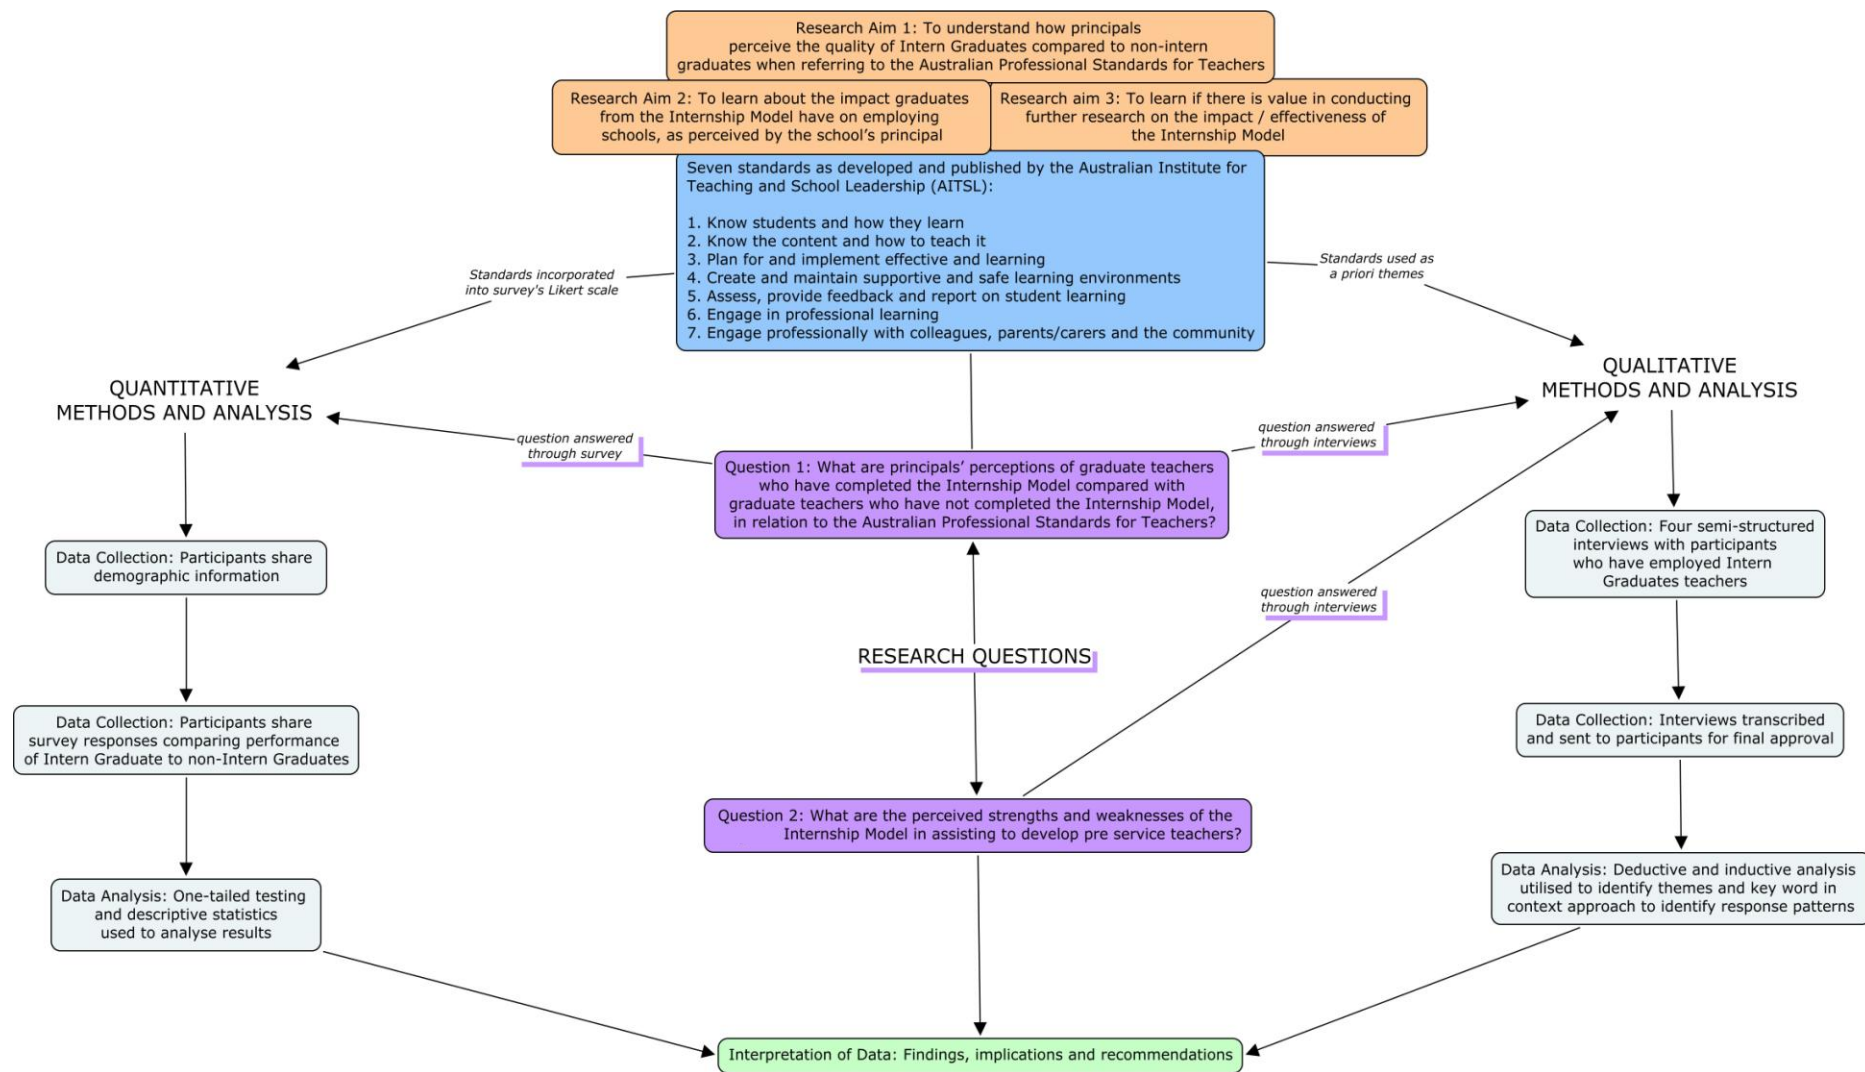 Research Aim 1: To understand how principals
perceive the quality of Intern Graduates compared to non-intern
graduates when referring to the Australian Professional Standards for Teachers
Research Aim 2: To learn about the impact graduates
from the Internship Model have on employing
schools, as perceived by the school's principal
Research aim 3: To learn if there is value in conducting
further research on the impact / effectiveness of
the Internship Model
Seven standards as developed and published by the Australian Institute for
Teaching and School Leadership (AITSL):
1. Know students and how they learn
2. Know the content and how to teach it
3. Plan for and implement effective and learning
4. Create and maintain supportive and safe learning environments
5. Assess, provide feedback and report on student learning
6. Engage in professional learning
7. Engage professionally with colleagues, parents/carers and the community
Standards incorporated
into survey's Likert scale
Standards used as
a priori themes
QUANTITATIVE
METHODS AND ANALYSIS
QUALITATIVE
METHODS AND ANALYSIS
question answered
through survey
question answered
through interviews
Question 1: What are principals' perceptions of graduate teachers
who have completed the Internship Model compared with
graduate teachers who have not completed the Internship Model,
in relation to the Australian Professional Standards for Teachers?
Data Collection: Participants share
demographic information
Data Collection: Four semi-structured
interviews with participants
who have employed Intern
Graduates teachers
question answered
through interviews
RESEARCH QUESTIONS
Data Collection: Participants share
survey responses comparing performance
of Intern Graduate to non-Intern Graduates
Data Collection: Interviews transcribed
and sent to participants for final approval
Question 2: What are the perceived strengths and weaknesses of the
Internship Model in assisting to develop pre service teachers?
Data Analysis: One-tailed testing
and descriptive statistics
used to analyse results
Data Analysis: Deductive and inductive analysis
utilised to identify themes and key word in
context approach to identify response patterns
Interpretation of Data: Findings, implications and recommendations